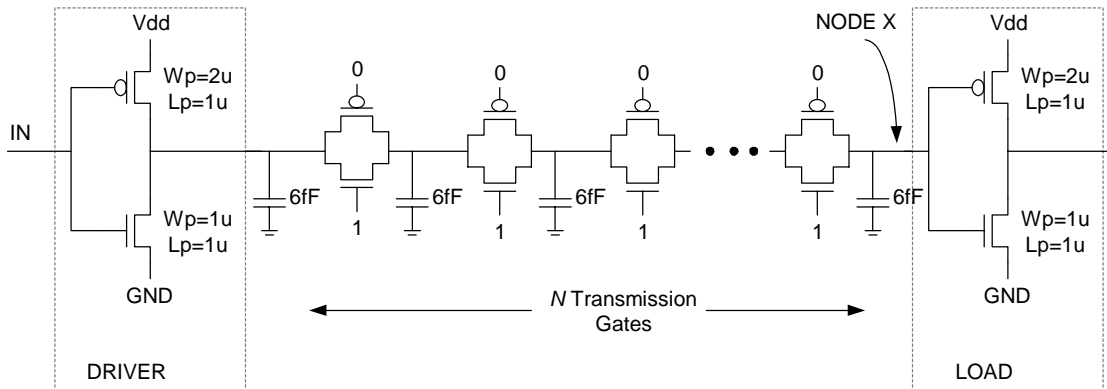 Vdd
Wp=2u
Lp=1u
IN
Wp=1u
Lp=1u
GND
DRIVER
0
0
0
0
6fF
6fF
6fF
6fF
1
1
1
1
N Transmission
Gates
NODE X
Vdd
Wp=2u
Lp=1u
Wp=1u
Lp=1u
GND
LOAD